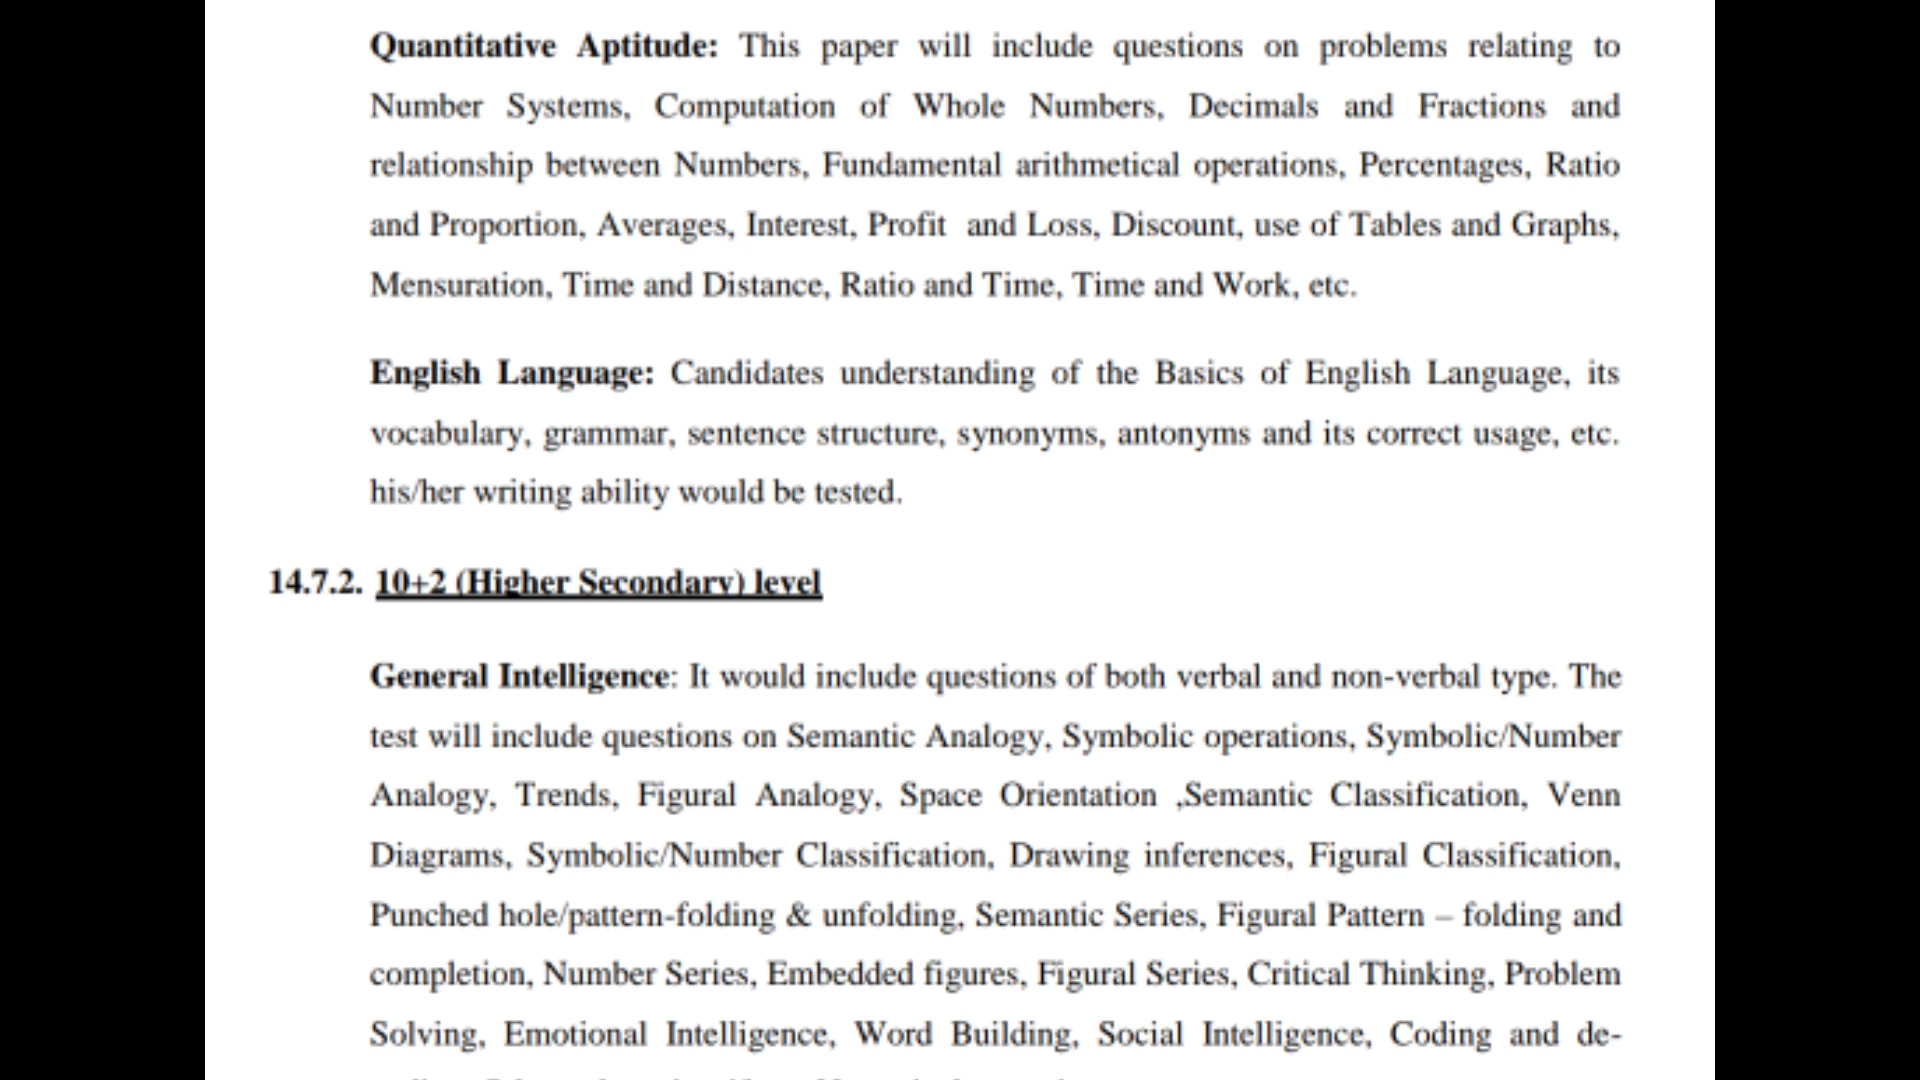 Quantitative Aptitude: This paper will include questions on problems relating to
Number Systems, Computation of Whole Numbers, Decimals and Fractions and
relationship between Numbers, Fundamental arithmetical operations, Percentages, Ratio
and Proportion, Averages, Interest, Profit and Loss, Discount, use of Tables and Graphs,
Mensuration, Time and Distance, Ratio and Time, Time and Work, etc.
English Language: Candidates understanding of the Basics of English Language, its
vocabulary, grammar, sentence structure, synonyms, antonyms and its correct usage, etc.
his/her writing ability would be tested.
14.7.2. 10+2 (Higher Secondary) level
General Intelligence: It would include questions of both verbal and non-verbal type. The
test will include questions on Semantic Analogy, Symbolic operations, Symbolic/Number
Analogy, Trends, Figural Analogy, Space Orientation ,Semantic Classification, Venn
Diagrams, Symbolic/Number Classification, Drawing inferences, Figural Classification,
Punched hole/pattern-folding & unfolding, Semantic Series, Figural Pattern – folding and
completion, Number Series, Embedded figures, Figural Series, Critical Thinking, Problem
Solving, Emotional Intelligence, Word Building, Social Intelligence, Coding and de-